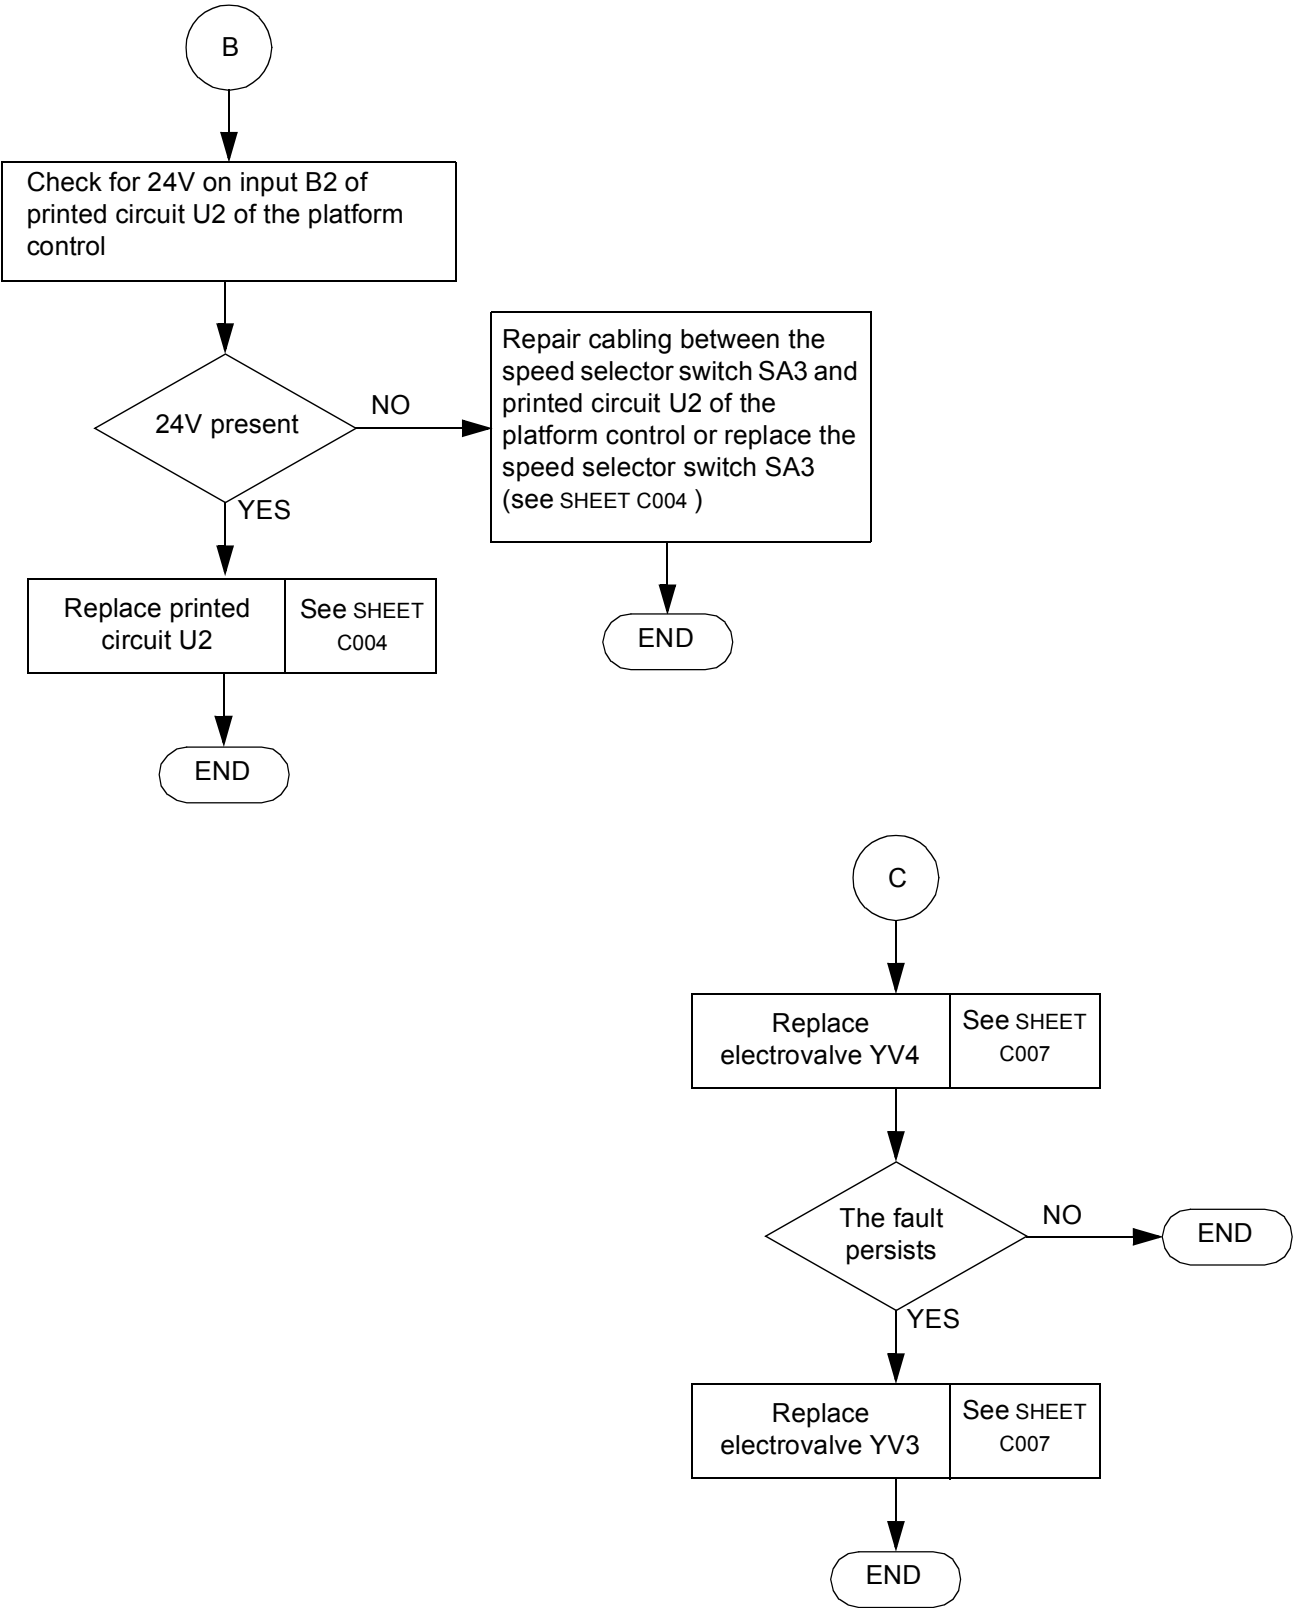 B
Check for 24V on input B2 of
printed circuit U2 of the platform
control
24V present
NO
Repair cabling between the
speed selector switch SA3 and
printed circuit U2 of the
platform control or replace the
speed selector switch SA3
(see SHEET C004 )
YES
Replace printed
circuit U2
See SHEET
C004
END
END
C
Replace
electrovalve YV4
See SHEET
C007
The fault
persists
NO
END
YES
Replace
electrovalve YV3
See SHEET
C007
END